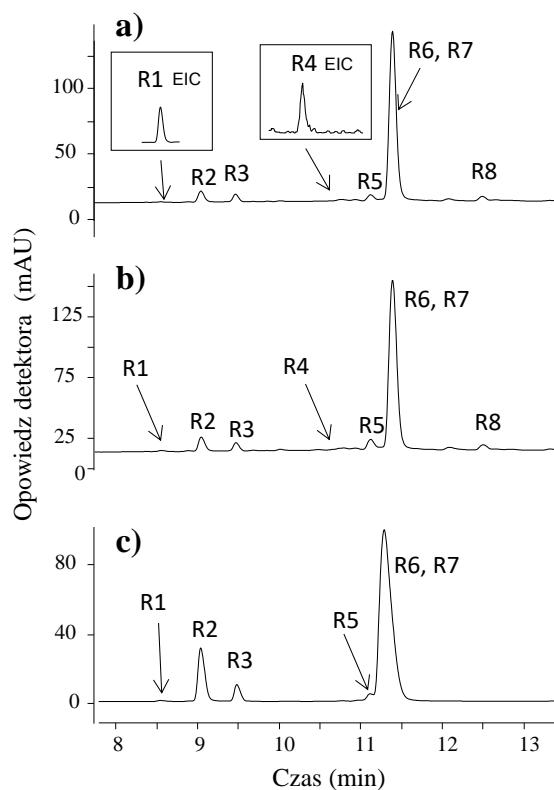 a)
R1 EIC
R4 EIC
R6, R7
R2
R3
R5
R8
100
50
0
b)
R6, R7
R1
R4
R2
R3
R5
R8
125
75
25
0
c)
R6, R7
R1
R2
R3
R5
80
40
0
8 9 10 11 12 13
Czas (min)
Opowiedz detektora (mAU)